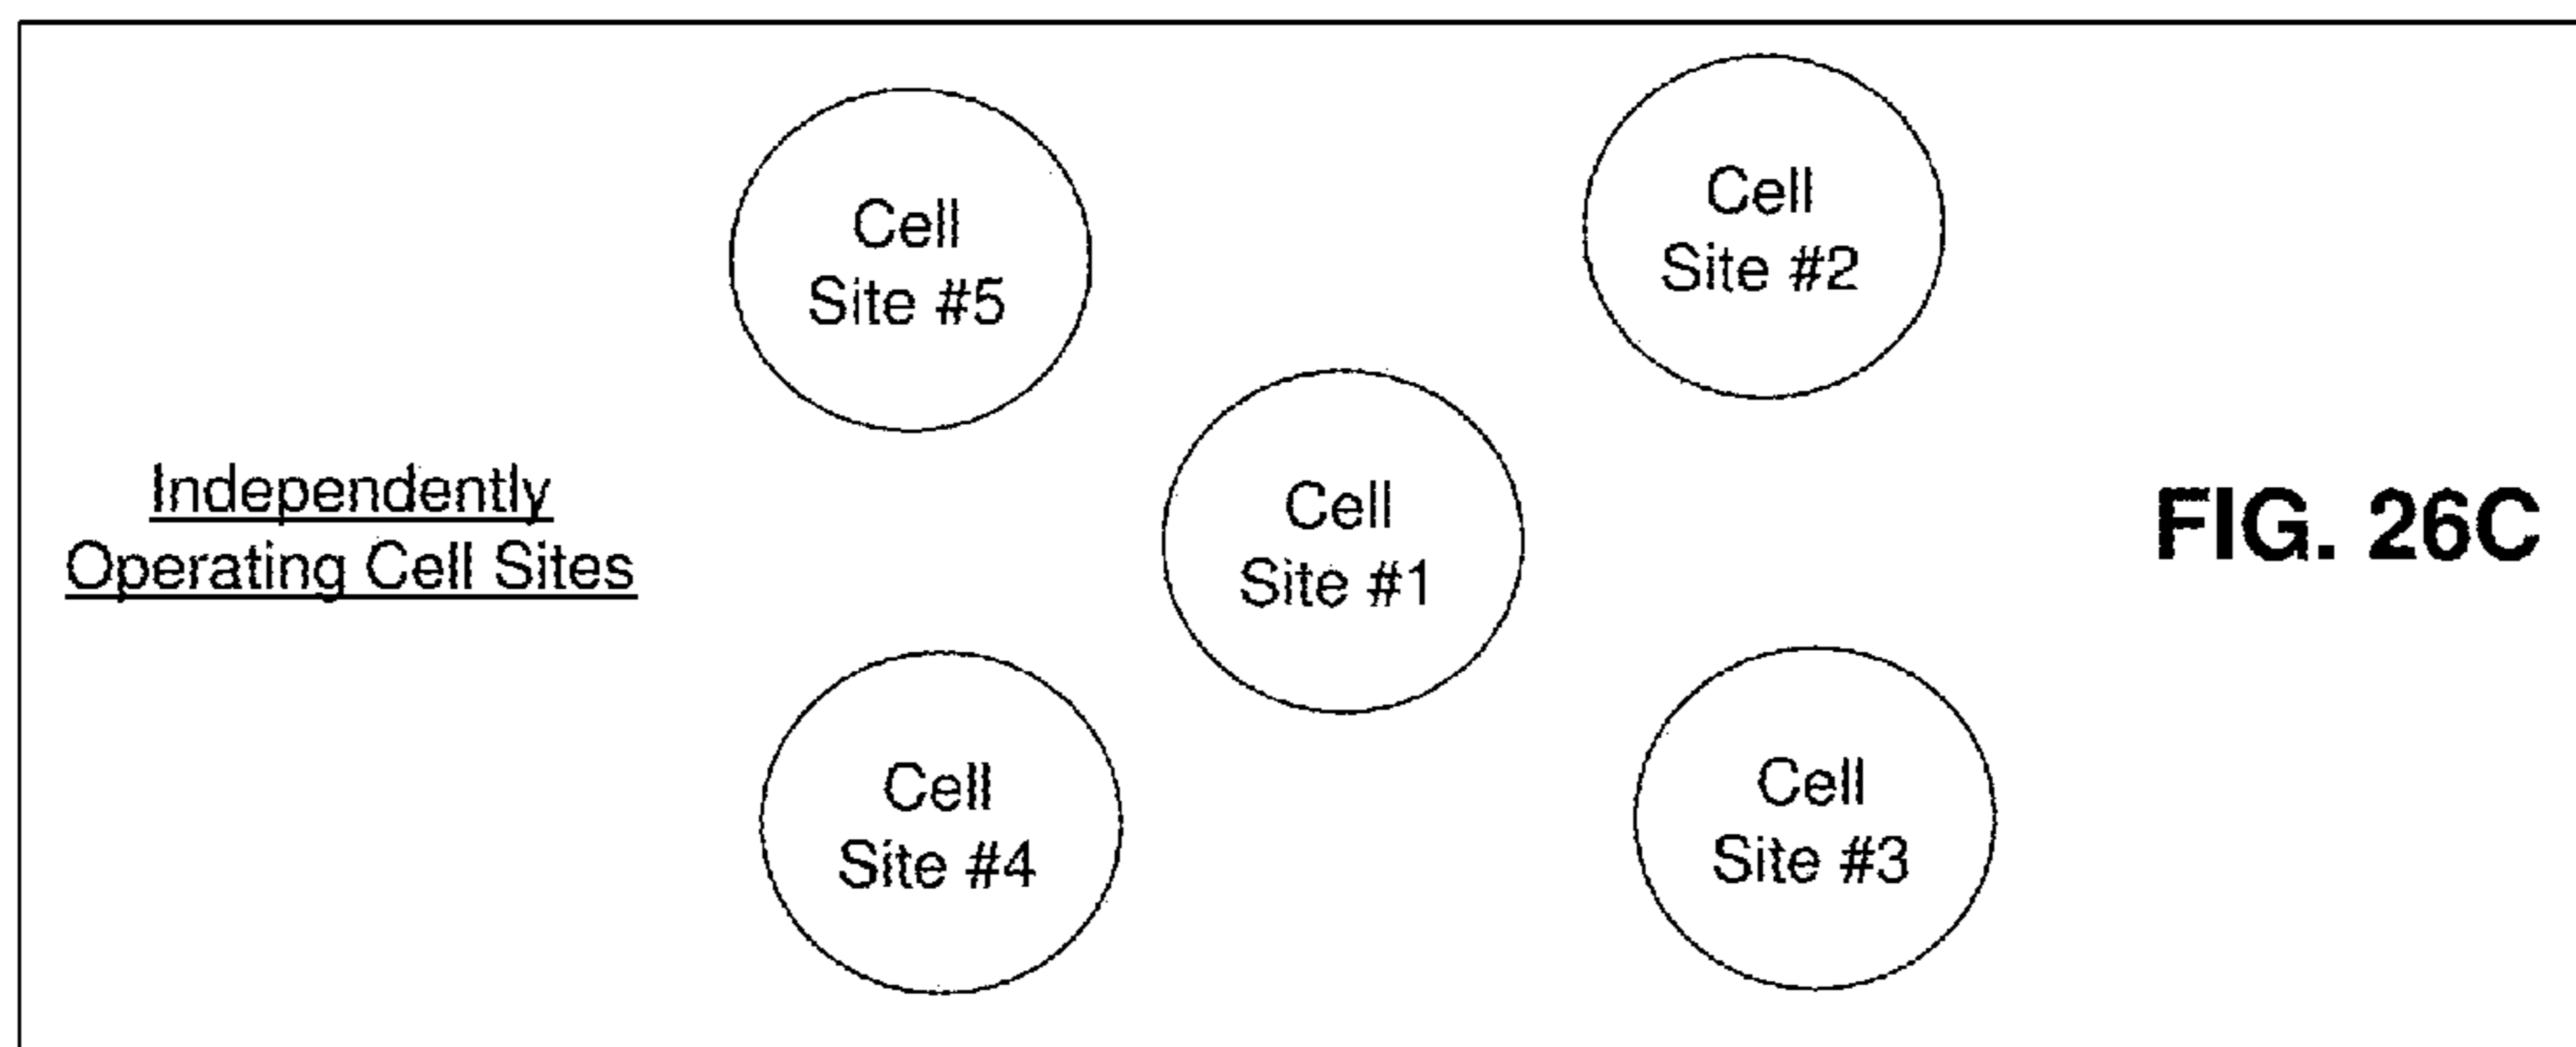 Cell
Site #5
Cell
Site #2
Independently
Operating Cell Sites
Cell
Site #1
FIG. 26C
Cell
Site #4
Cell
Site #3